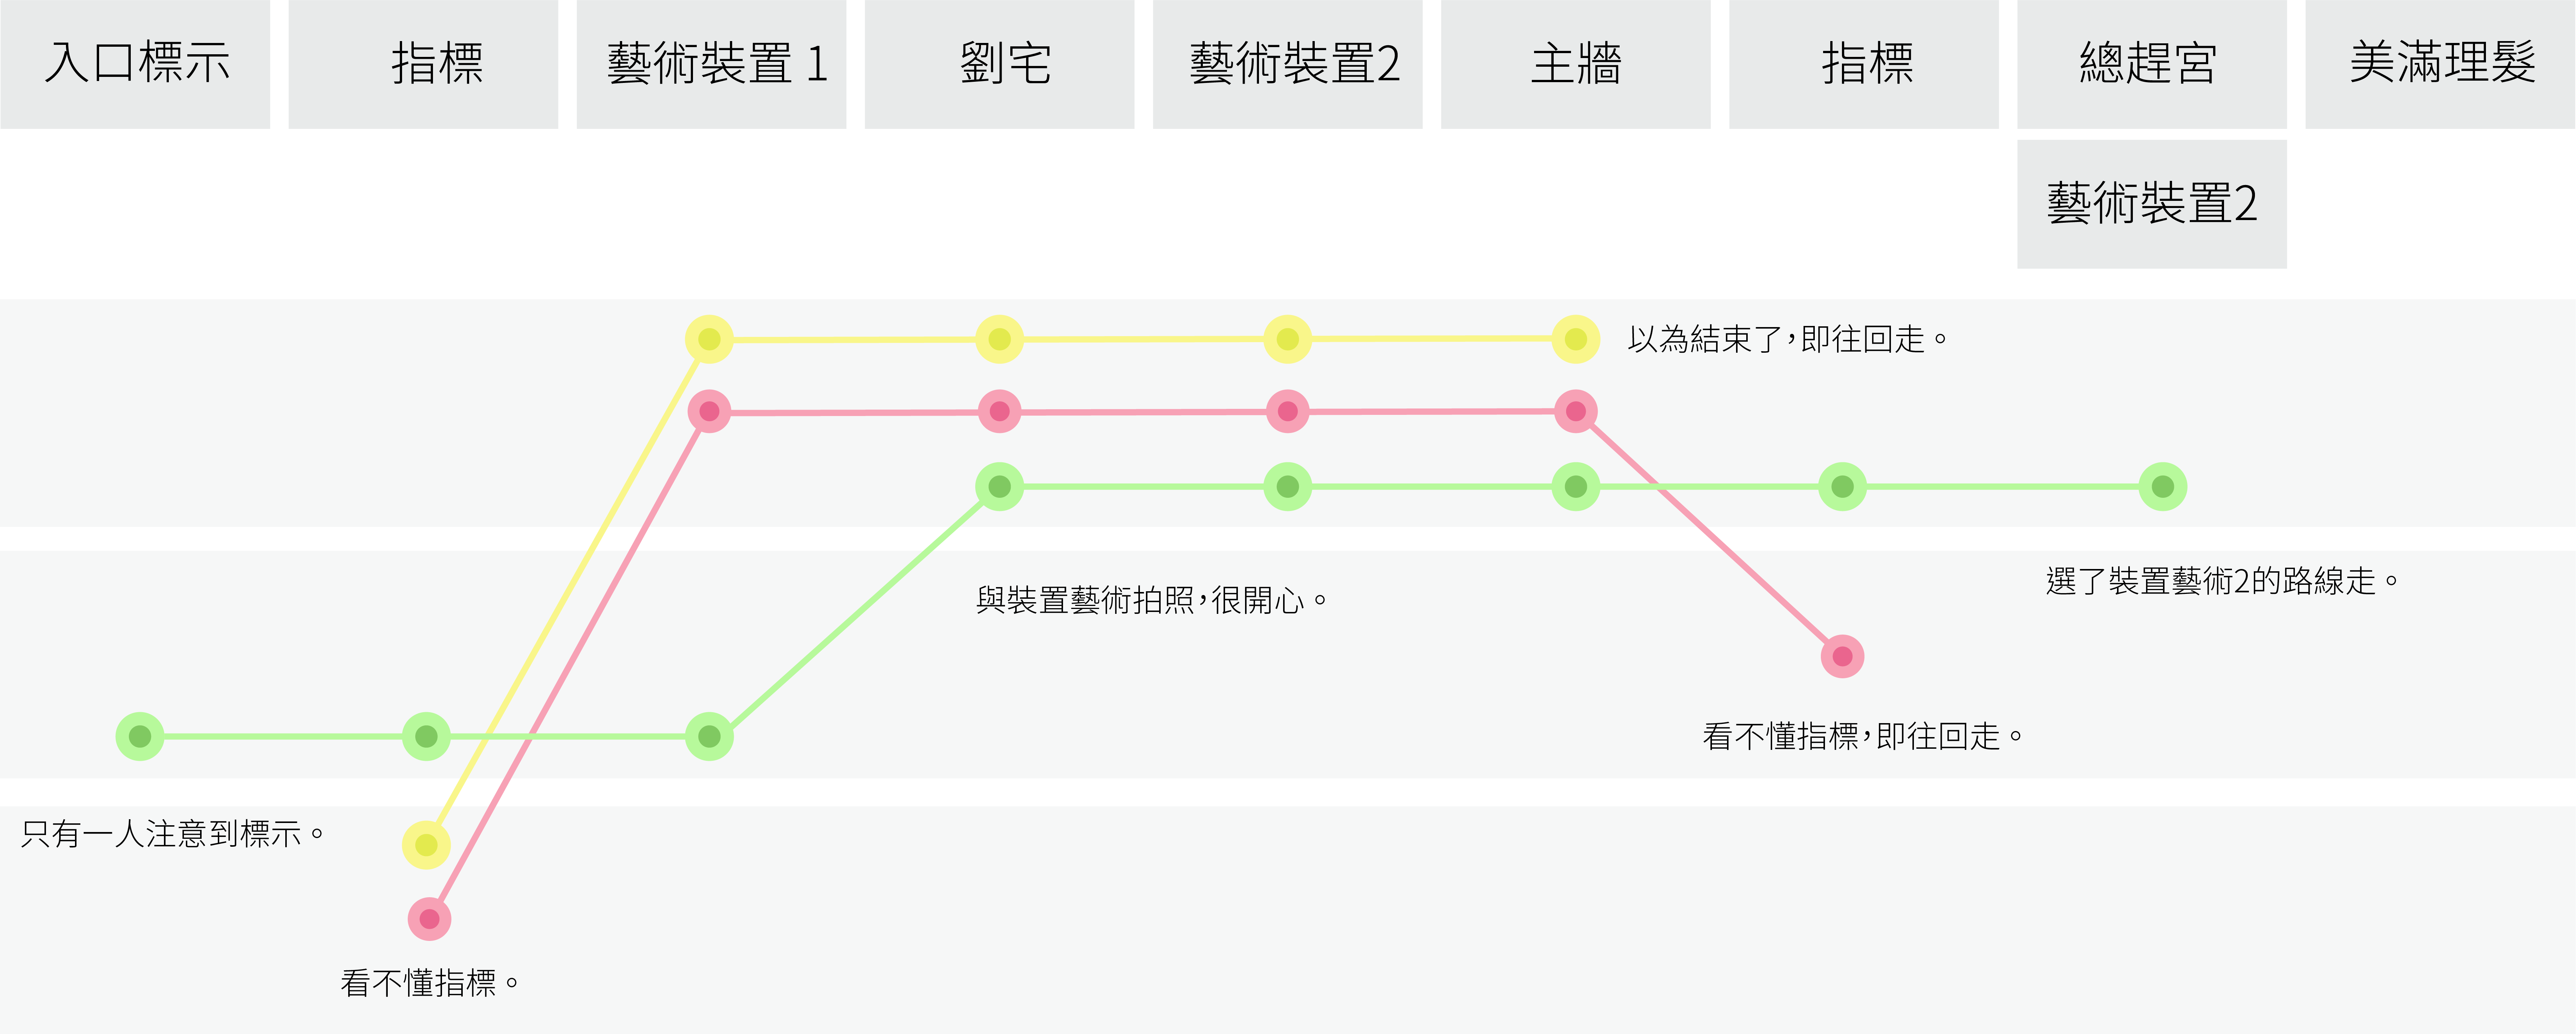 入口標示
指標
藝術裝置 1
劉宅
藝術裝置2
主牆
指標
總趕宮
美滿理髮
藝術裝置2
以為結束了,即往回走。
選了裝置藝術2的路線走。
與裝置藝術拍照,很開心。
看不懂指標,即往回走。
只有一人注意到標示。
看不懂指標。